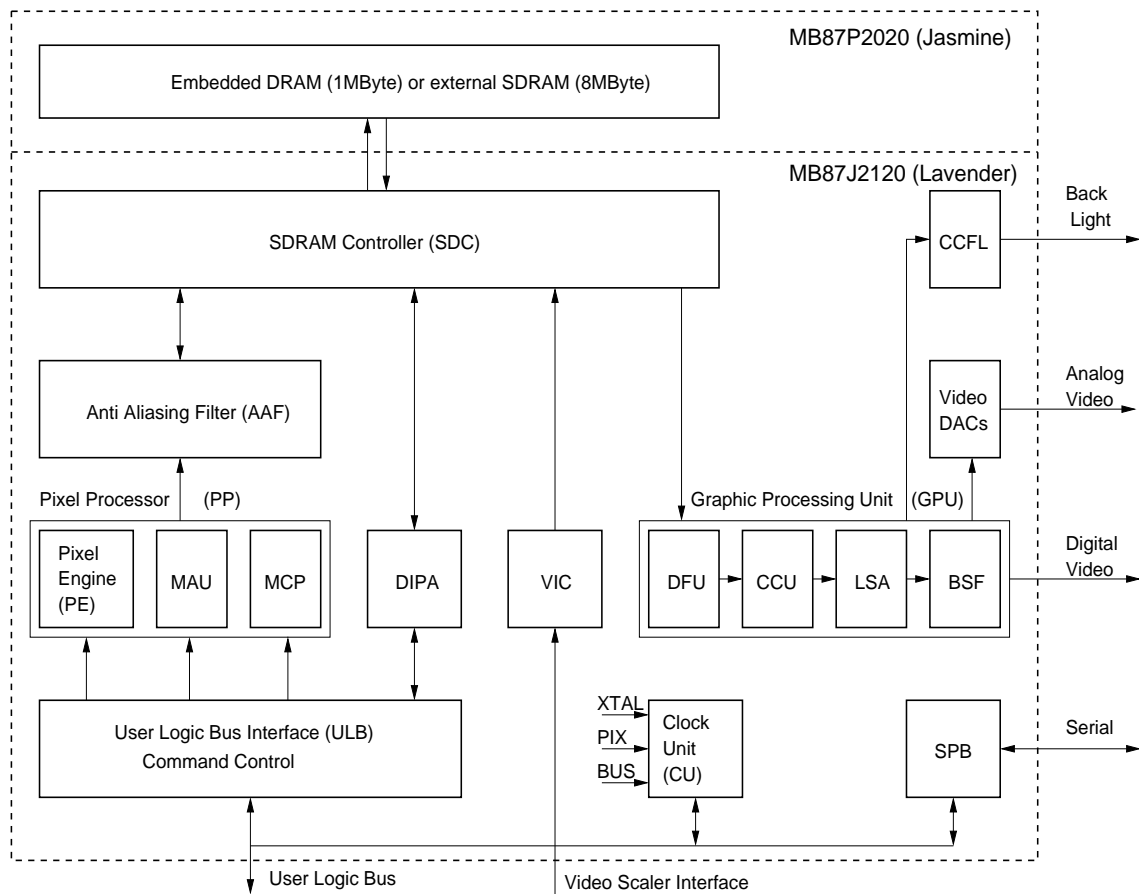 MB87P2020 (Jasmine)
Embedded DRAM (1MByte) or external SDRAM (8MByte)
MB87J2120 (Lavender)
SDRAM Controller (SDC)
CCFL
Back
Light
Anti Aliasing Filter (AAF)
Video
DACs
Analog
Video
Pixel Processor (PP)
Graphic Processing Unit (GPU)
Pixel
Engine
(PE)
MAU
MCP
DIPA
VIC
DFU
CCU
LSA
BSF
Digital
Video
User Logic Bus Interface (ULB)
Command Control
XTAL
PIX
BUS
Clock
Unit
(CU)
SPB
Serial
User Logic Bus
Video Scaler Interface